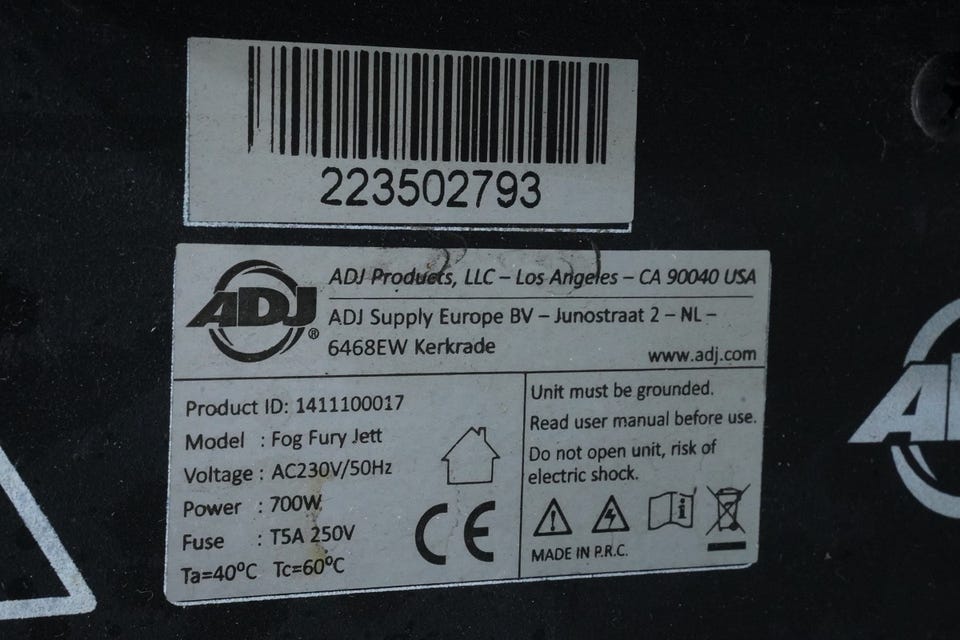 223502793
ADJ®
ADJ Products, LLC – Los Angeles – CA 90040 USA
ADJ Supply Europe BV – Junostraat 2 – NL –
6468EW Kerkrade
www.adj.com
Product ID: 1411100017
Model : Fog Fury Jett
Voltage : AC230V/50Hz
Power : 700W
Fuse : T5A 250V
Ta=40°C Tc=60°C
CE
Unit must be grounded.
Read user manual before use.
Do not open unit, risk of
electric shock.
MADE IN P.R.C.